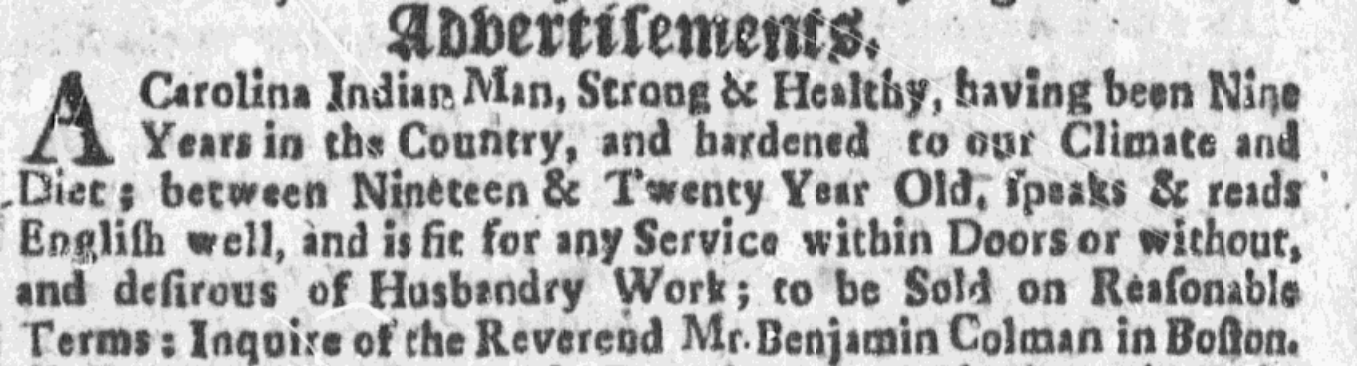 Advertiſements.
A Carolina Indian Man, Strong & Healthy, having been Nine
Years in the Country, and hardened to our Climate and
Diet; between Nineteen & Twenty Year Old, ſpeaks & reads
Engliſh well, and is fit for any Service within Doors or without,
and deſirous of Husbandry Work; to be Sold on Reaſonable
Terms: Inquire of the Reverend Mr. Benjamin Colman in Boſton.